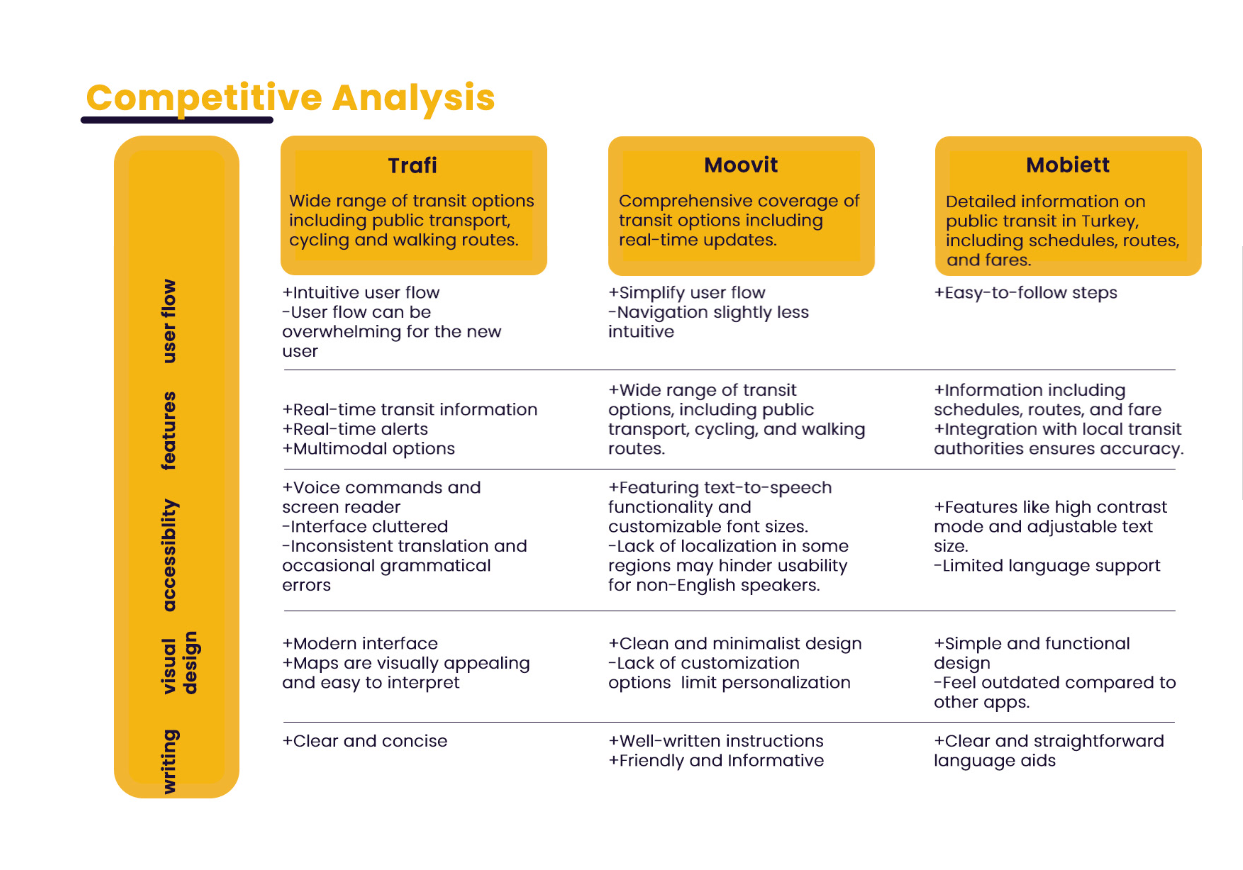 Competitive Analysis
Trafi
Wide range of transit options
including public transport,
cycling and walking routes.
Moovit
Comprehensive coverage of
transit options including
real-time updates.
Mobiett
Detailed information on
public transit in Turkey,
including schedules, routes,
and fares.
user flow
+Intuitive user flow
-User flow can be
overwhelming for the new
user
+Simplify user flow
-Navigation slightly less
intuitive
+Easy-to-follow steps
features
+Real-time transit information
+Real-time alerts
+Multimodal options
+Wide range of transit
options, including public
transport, cycling, and walking
routes.
+Information including
schedules, routes, and fare
+Integration with local transit
authorities ensures accuracy.
accessiblity
+Voice commands and
screen reader
-Interface cluttered
-Inconsistent translation and
occasional grammatical
errors
+Featuring text-to-speech
functionality and
customizable font sizes.
-Lack of localization in some
regions may hinder usability
for non-English speakers.
+Features like high contrast
mode and adjustable text
size.
-Limited language support
visual
design
+Modern interface
+Maps are visually appealing
and easy to interpret
+Clean and minimalist design
-Lack of customization
options  limit personalization
+Simple and functional
design
-Feel outdated compared to
other apps.
writing
+Clear and concise
+Well-written instructions
+Friendly and Informative
+Clear and straightforward
language aids